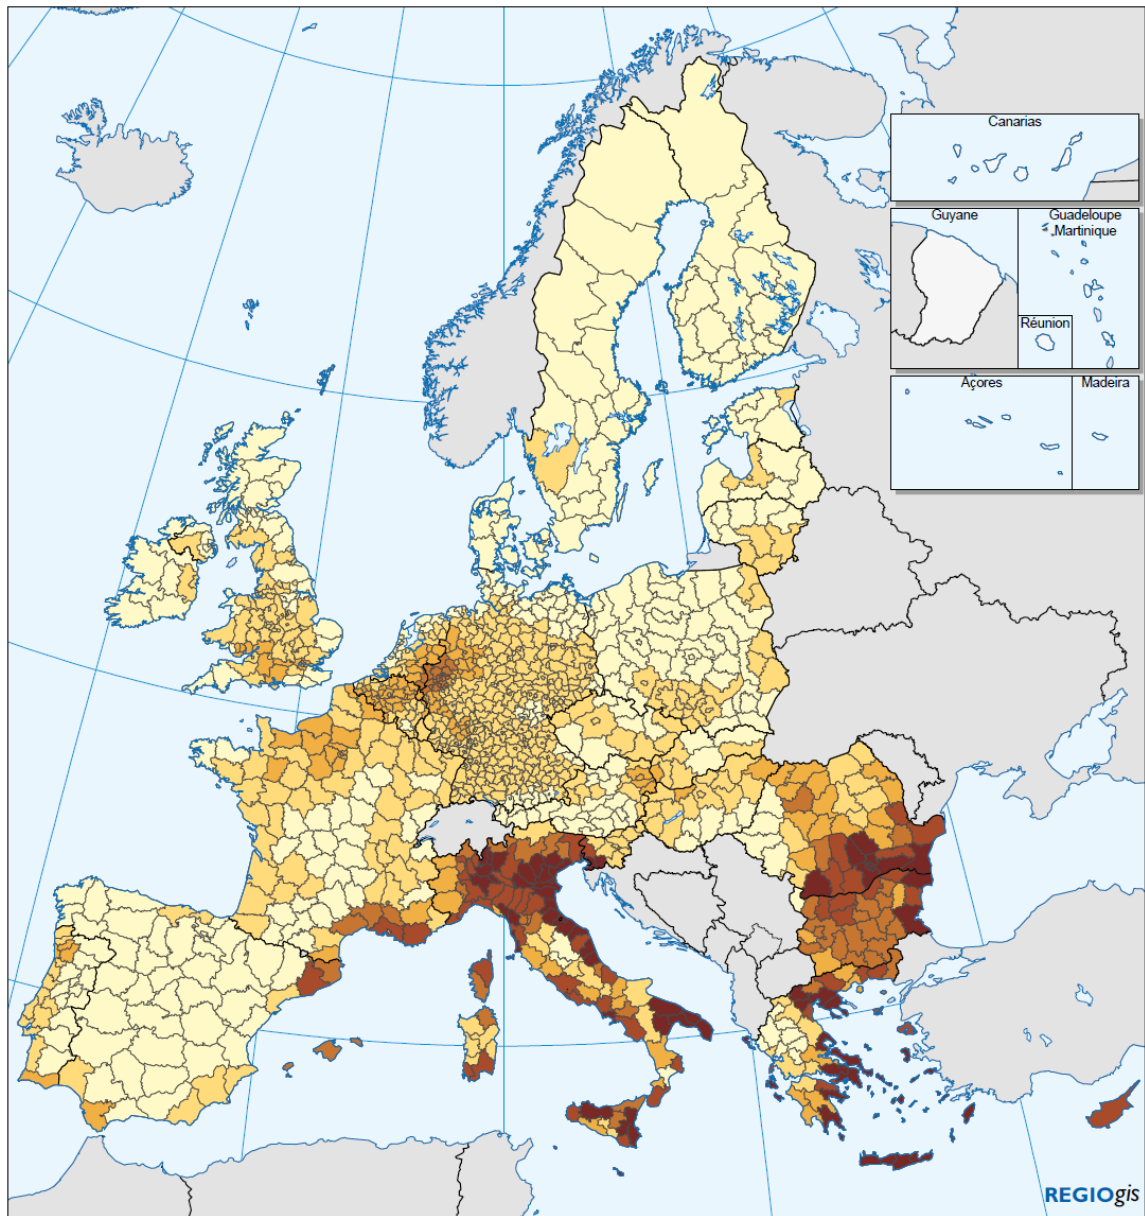 Canarias
Guyane
Guadeloupe
Martinique
Réunion
Açores
Madeira
REGIOgis